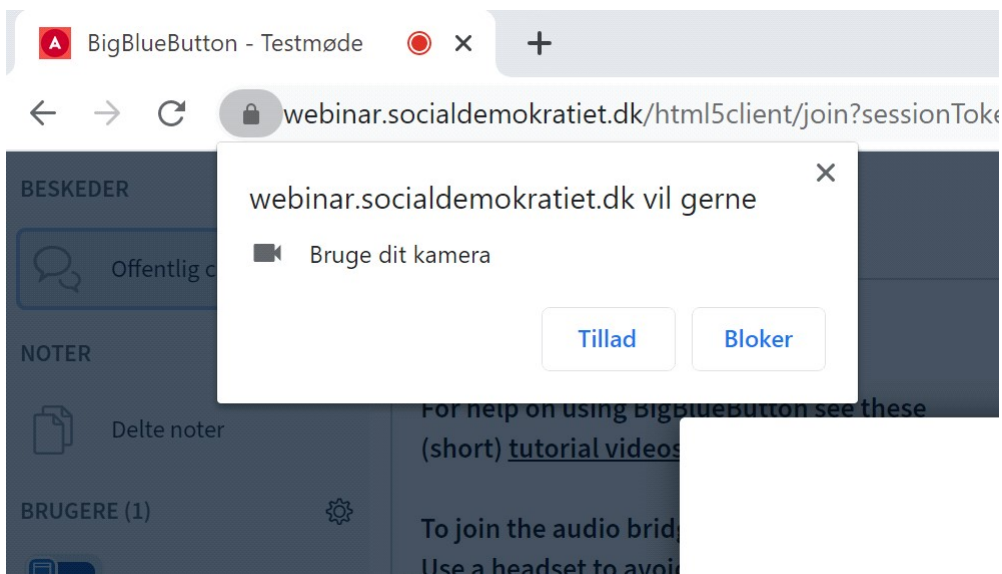 BigBlueButton - Testmøde
webinar.socialdemokratiet.dk/html5client/join?sessionToke
BESKEDER
webinar.socialdemokratiet.dk vil gerne
Bruge dit kamera
Offentlig c
Tillad
Bloker
NOTER
Delte noter
For help on using BigBlueButton see these
(short) tutorial videos
BRUGERE (1)
To join the audio bridg
Use a headset to avoid